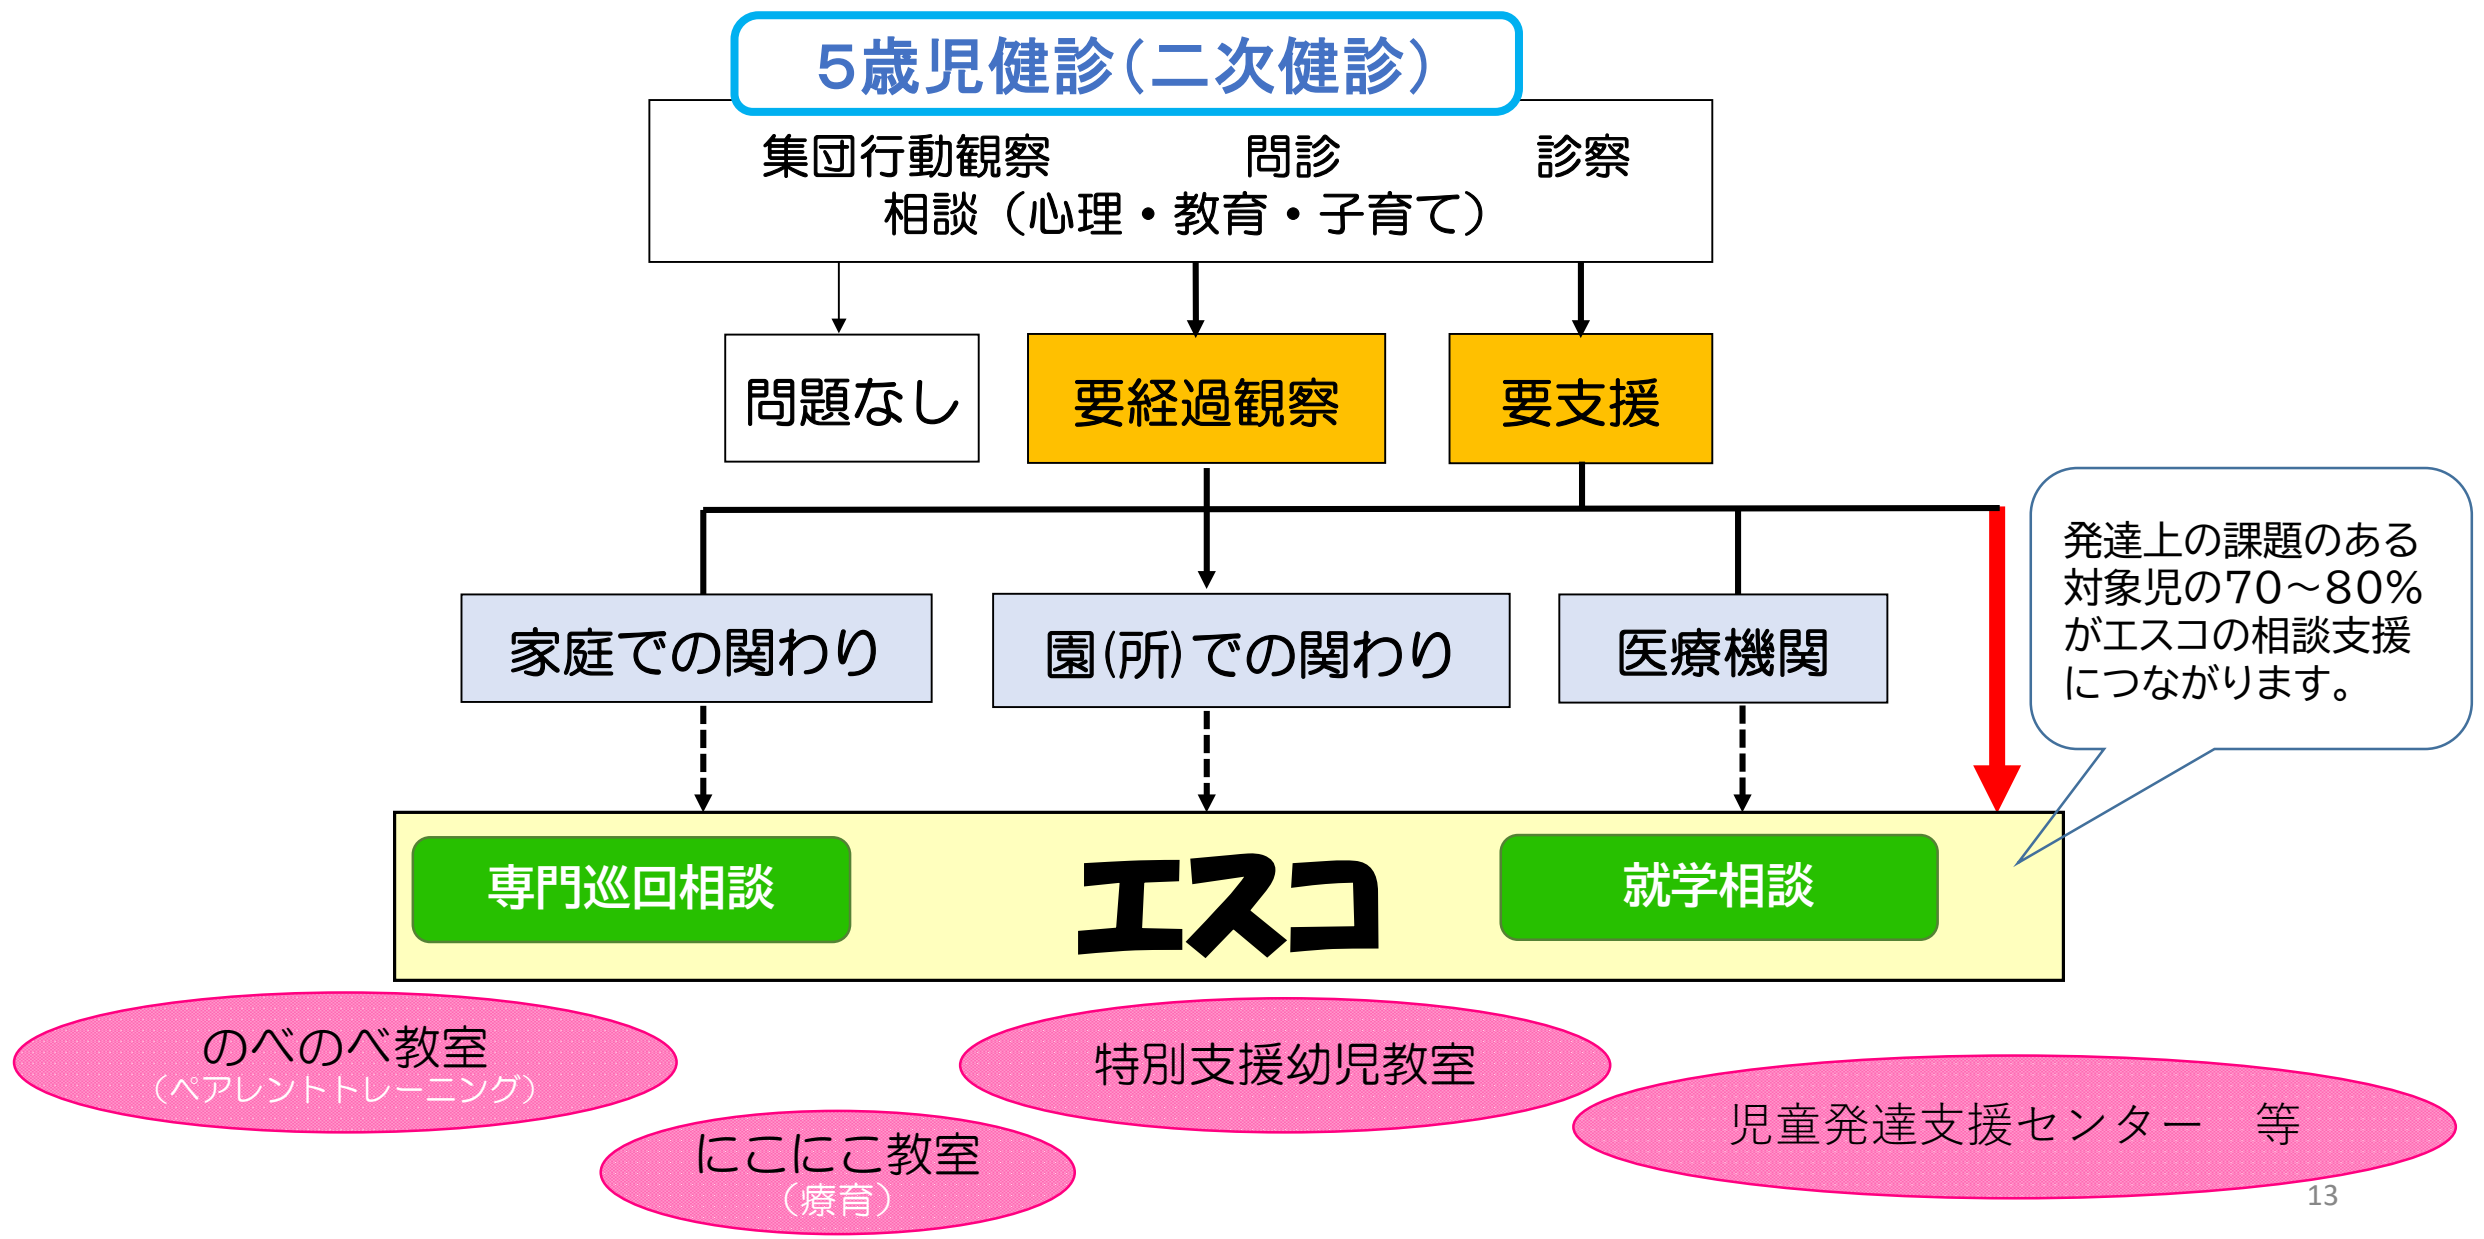 5歳児健診(二次健診)
集団行動観察　問診　診察
相談（心理・教育・子育て）
問題なし
要経過観察
要支援
発達上の課題のある
対象児の70～80%
がエスコの相談支援
につながります。
家庭での関わり
園(所)での関わり
医療機関
専門巡回相談
エスコ
就学相談
のべのべ教室
（ペアレントトレーニング）
特別支援幼児教室
児童発達支援センター　等
にこにこ教室
（療育）
13